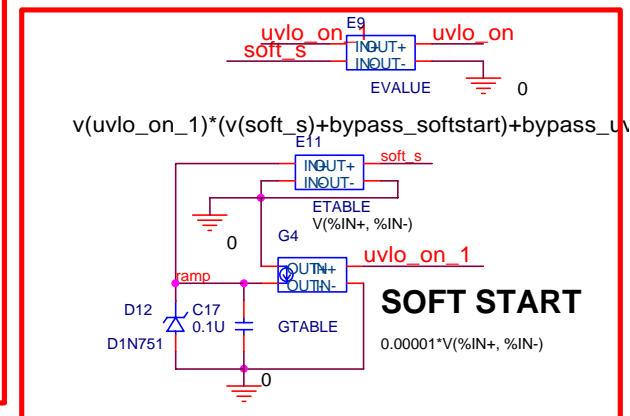 E9
uvlo_on_1
uvlo_on
soft_s
IN+
OUT+
IN-
OUT-
EVALUE
0
v(uvlo_on_1)*(v(soft_s)+bypass_softstart)+bypass_uv
E11
soft_s
IN+
OUT+
IN-
OUT-
ETABLE
V(%IN+, %IN-)
0
G4
uvlo_on_1
OUT+
IN+
OUT-
IN-
ramp
SOFT START
D12
C17
0.1U
D1N751
GTABLE
0.00001*V(%IN+, %IN-)
0